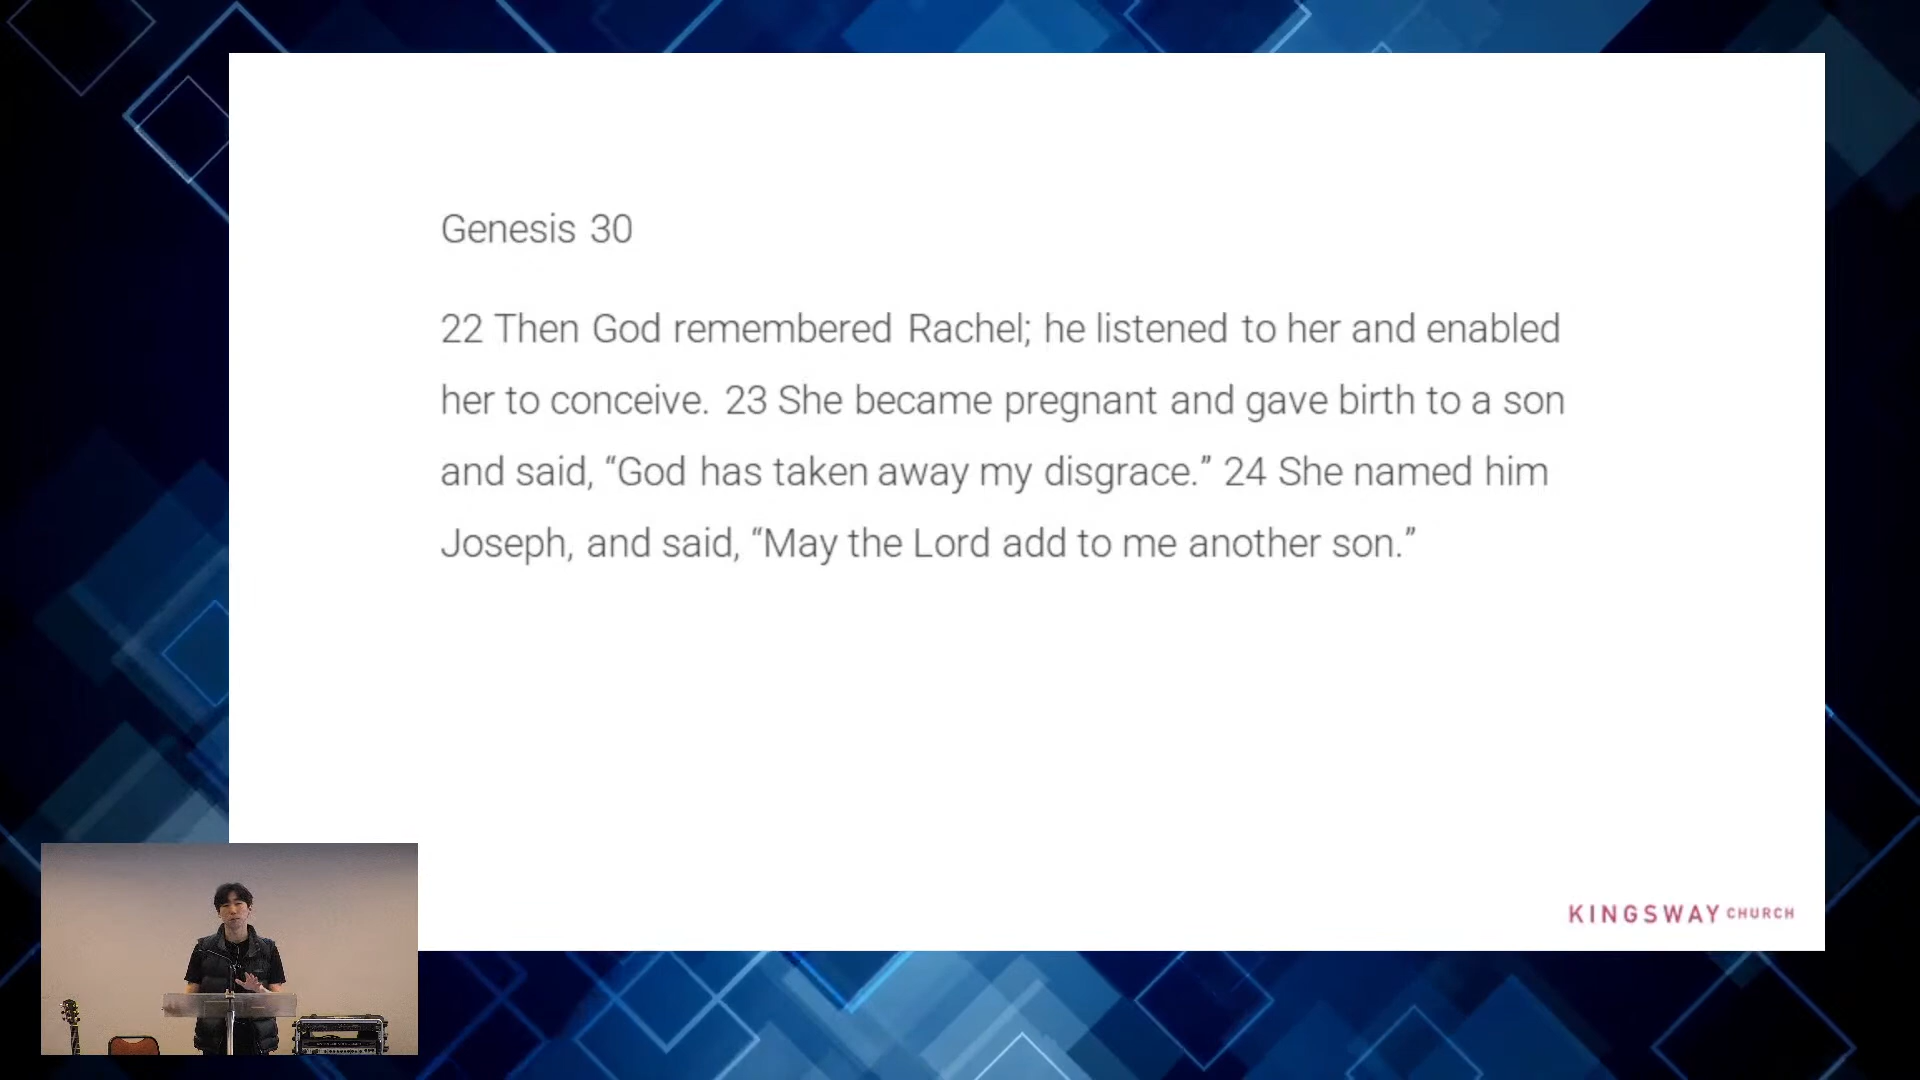 Genesis 30
22 Then God remembered Rachel; he listened to her and enabled
her to conceive. 23 She became pregnant and gave birth to a son
and said, “God has taken away my disgrace.” 24 She named him
Joseph, and said, “May the Lord add to me another son.”
KINGSWAY CHURCH